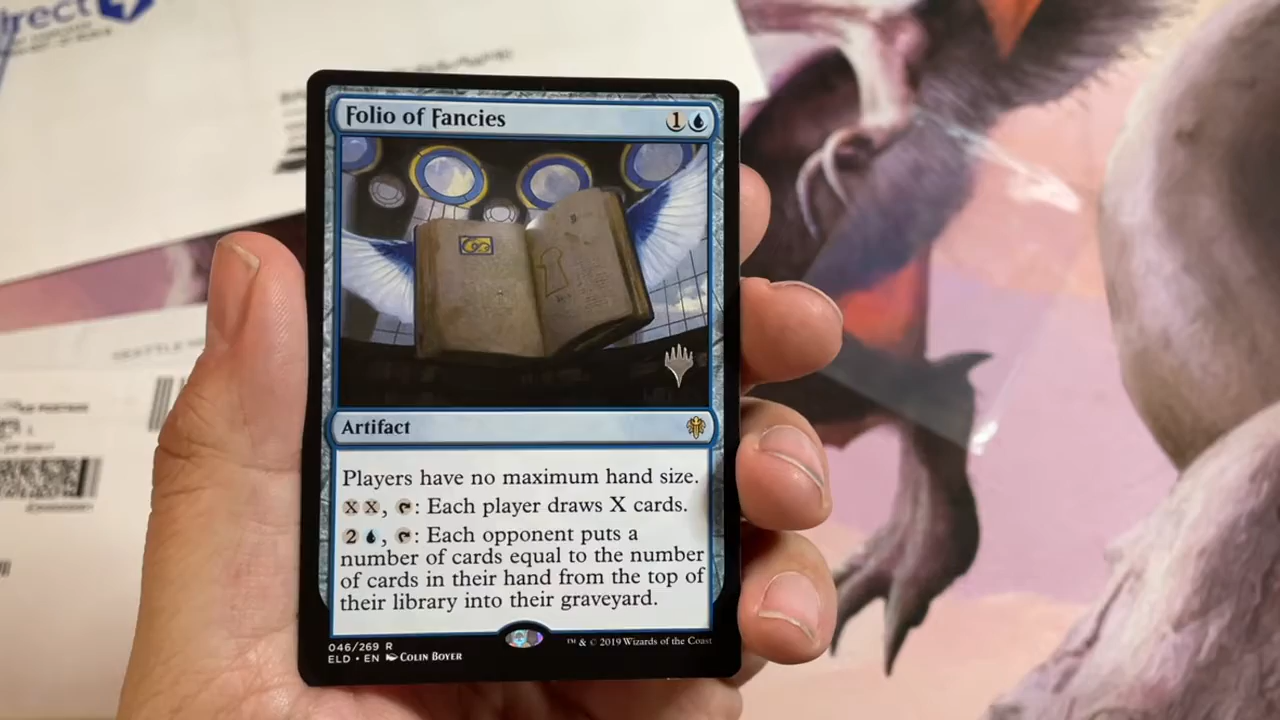 irect
Folio of Fancies 1
Artifact
Players have no maximum hand size.
X X, : Each player draws X cards.
2 , : Each opponent puts a
number of cards equal to the number
of cards in their hand from the top of
their library into their graveyard.
046/269 R
ELD • EN Colin Boyer
™ & © 2019 Wizards of the Coast